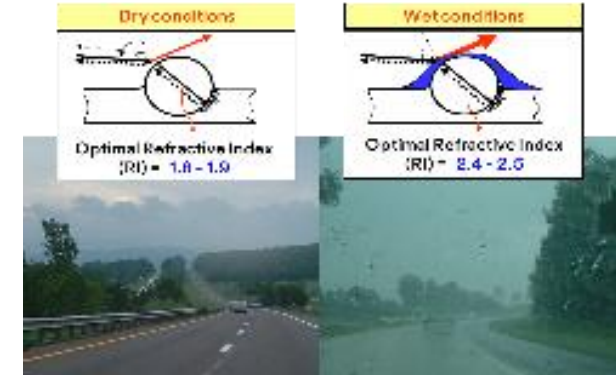 Dry conditions
Optimal Refractive Index
(RI) = 1.8 - 1.9
Wet conditions
Optimal Refractive Index
(RI) = 2.4 - 2.5